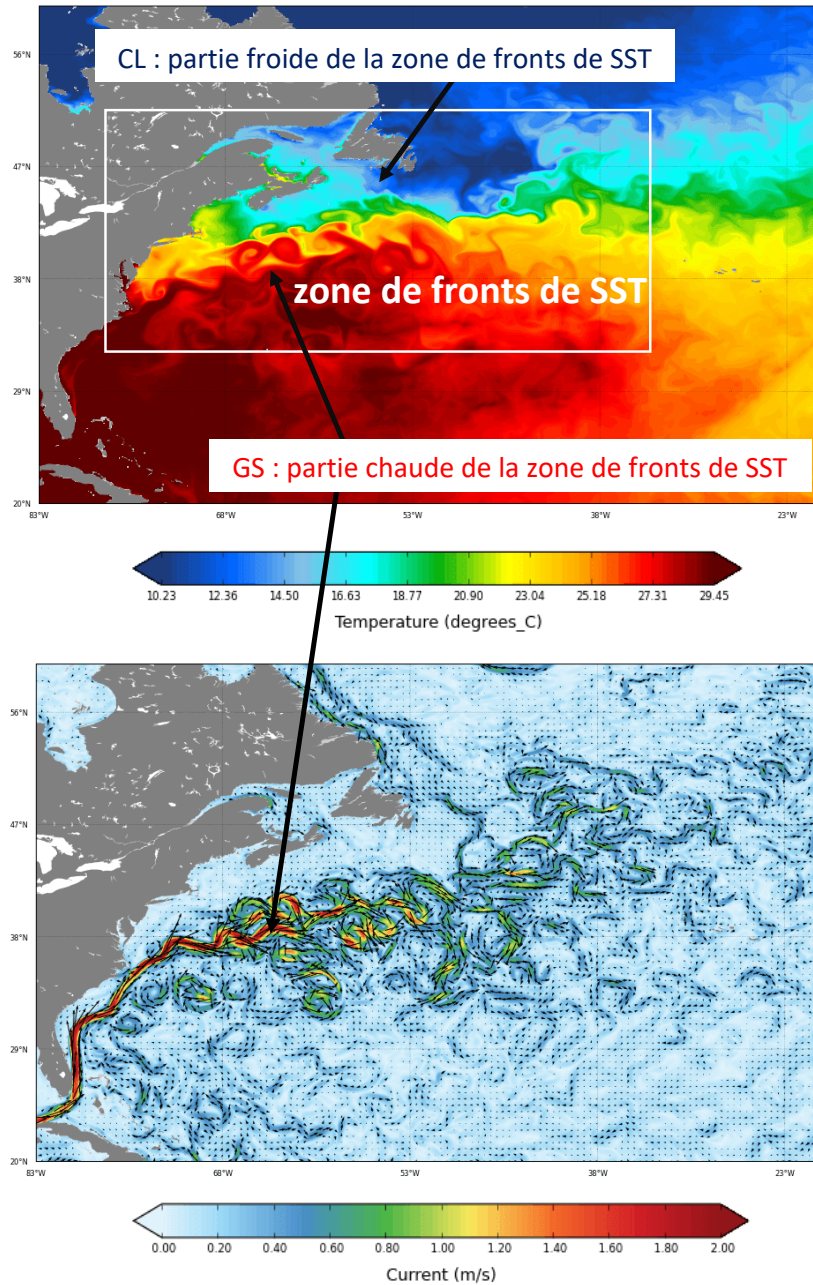 CL : partie froide de la zone de fronts de SST
56°N
47°N
38°N
29°N
20°N
zone de fronts de SST
GS : partie chaude de la zone de fronts de SST
83°W 68°W 53°W 38°W 23°W
10.23 12.36 14.50 16.63 18.77 20.90 23.04 25.18 27.31 29.45
Temperature (degrees_C)
56°N
47°N
38°N
29°N
20°N
83°W 68°W 53°W 38°W 23°W
0.00 0.20 0.40 0.60 0.80 1.00 1.20 1.40 1.60 1.80 2.00
Current (m/s)